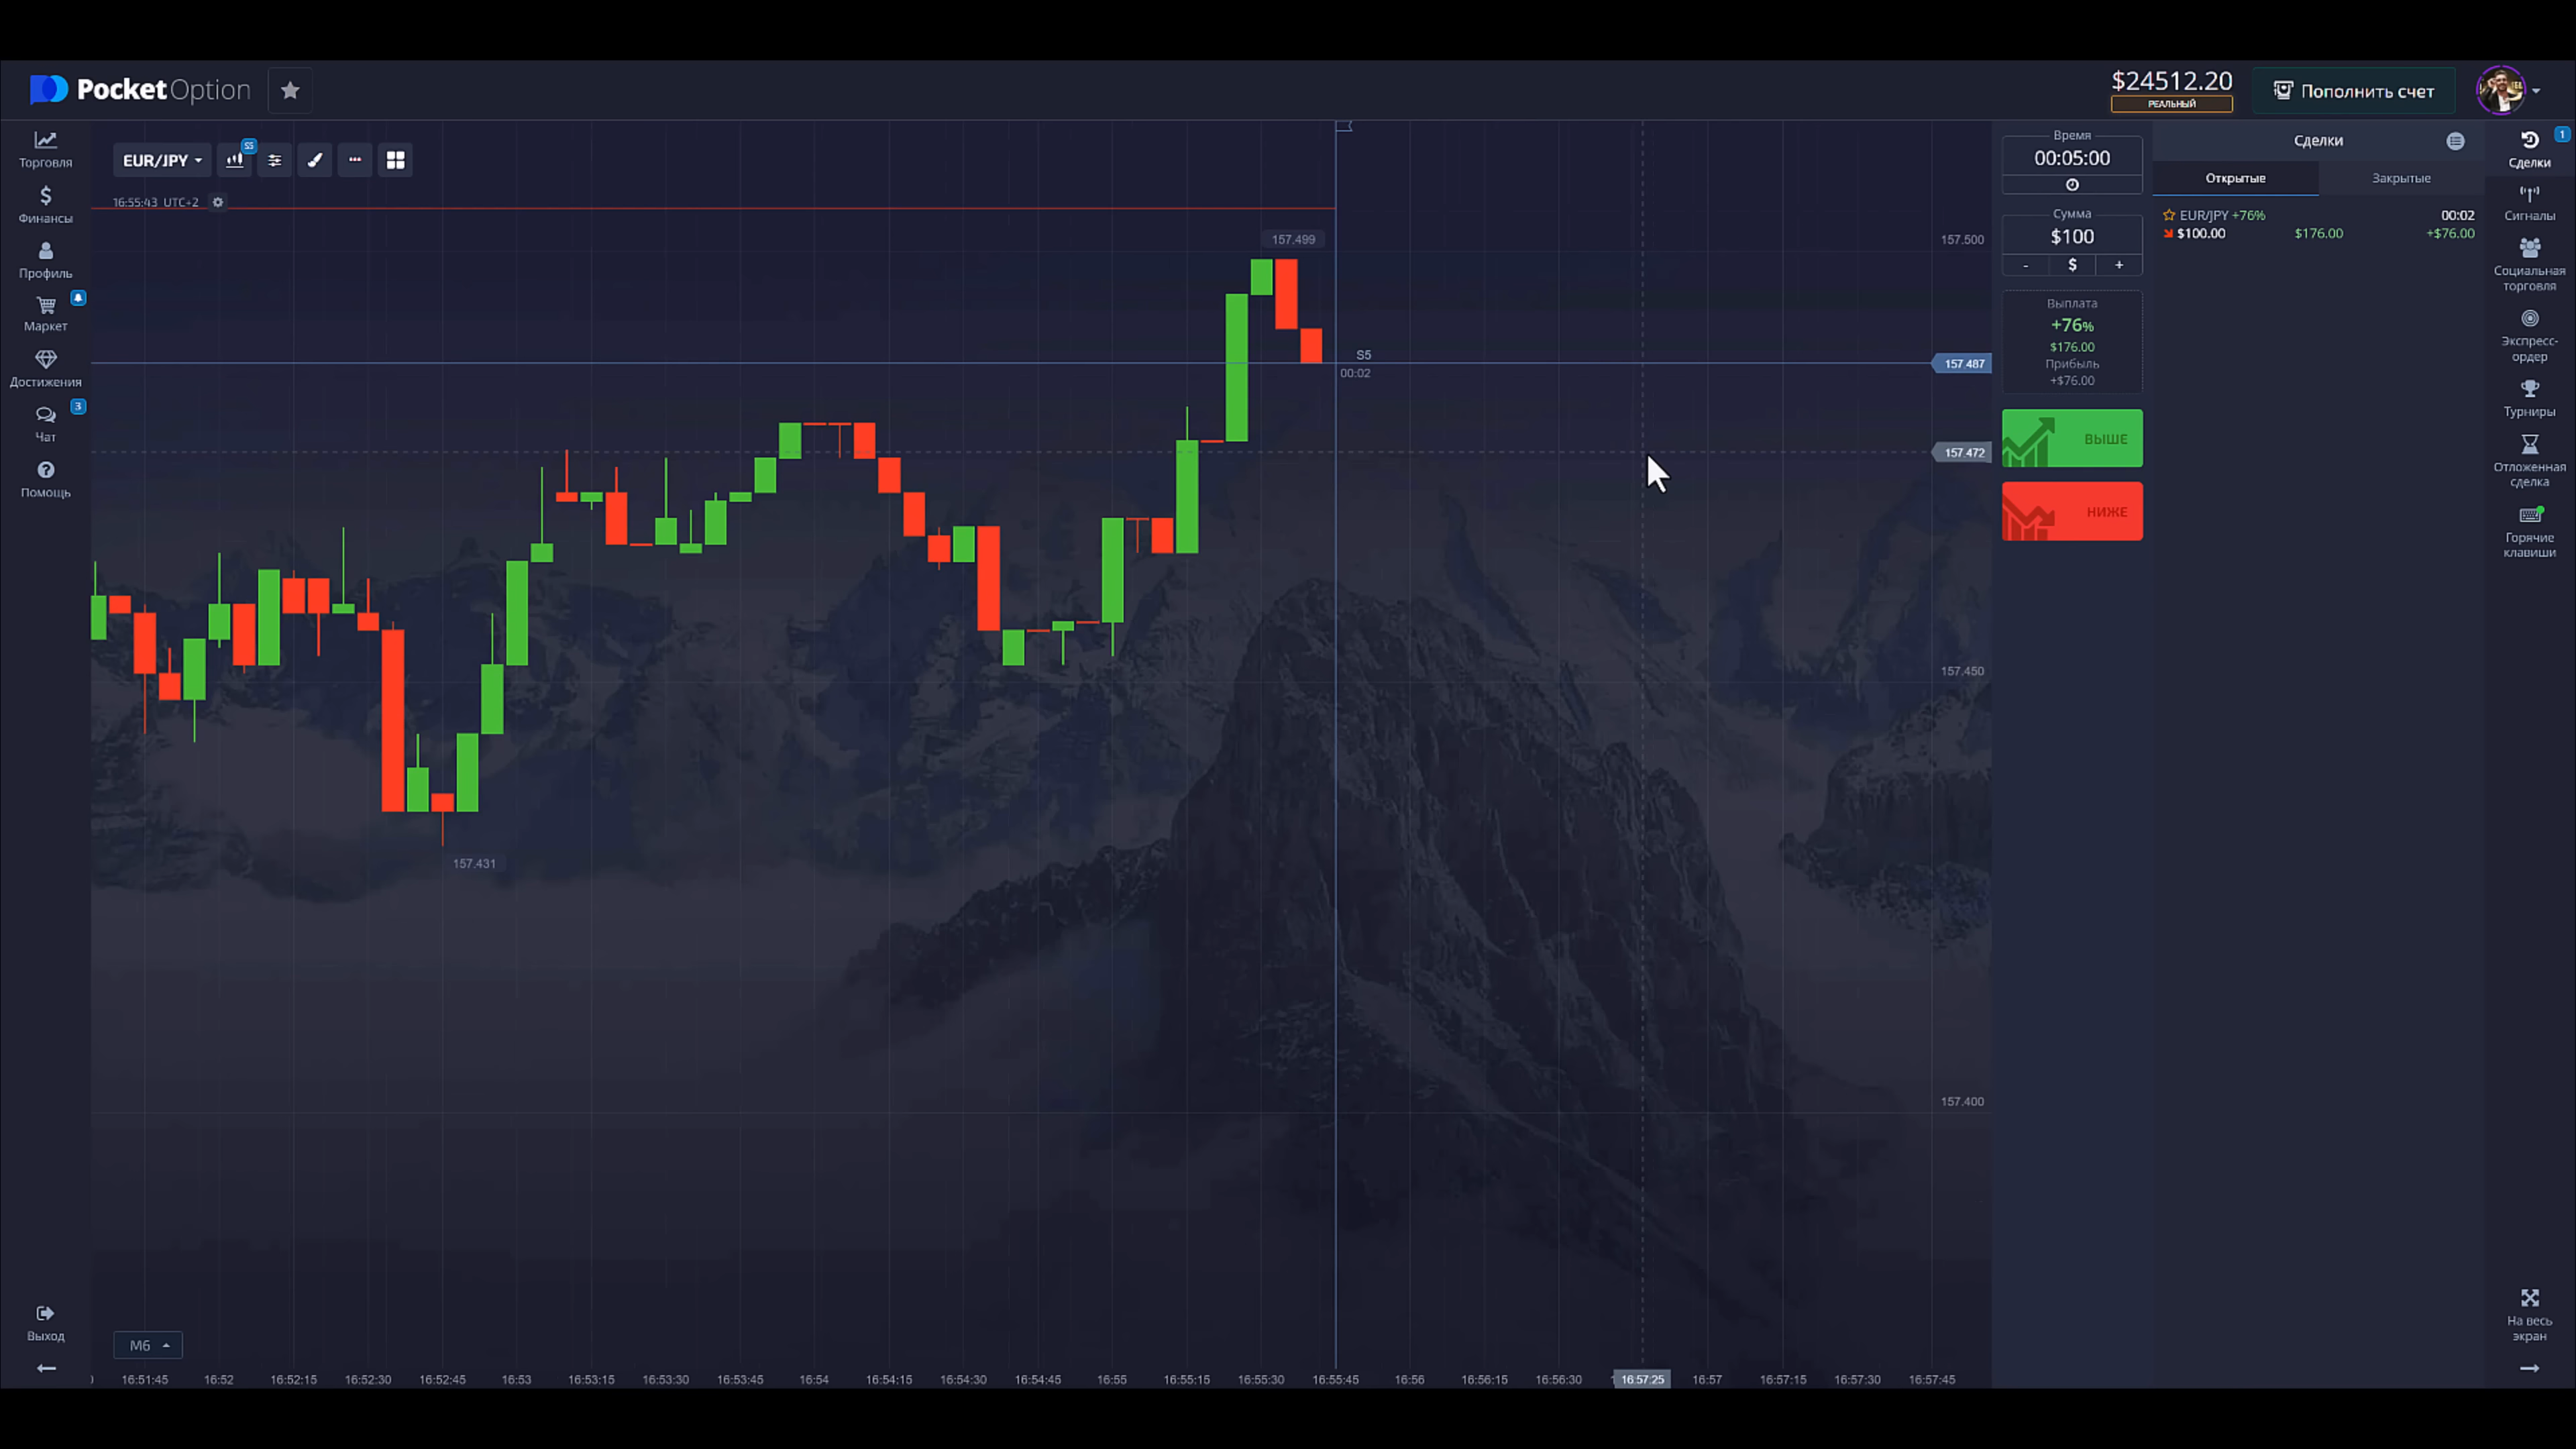 PocketOption
$24512.20
РЕАЛЬНЫЙ
Пополнить счет
Торговля
Финансы
Профиль
Маркет
Достижения
3
Чат
Помощь
Выход
EUR/JPY
S5
16:55:43 UTC+2
157.499
157.500
S5
00:02
157.487
157.472
157.450
157.431
157.400
M6
16:51:45
16:52
16:52:15
16:52:30
16:52:45
16:53
16:53:15
16:53:30
16:53:45
16:54
16:54:15
16:54:30
16:54:45
16:55
16:55:15
16:55:30
16:55:45
16:56
16:56:15
16:56:30
16:57:25
16:57
16:57:15
16:57:30
16:57:45
Время
00:05:00
Сумма
$100
- $ +
Выплата
+76%
$176.00
Прибыль
+$76.00
ВЫШЕ
НИЖЕ
Сделки
Открытые
Закрытые
EUR/JPY +76% 00:02
$100.00 $176.00 +$76.00
1
Сделки
Сигналы
Социальная
торговля
Экспресс-
ордер
Турниры
Отложенная
сделка
Горячие
клавиши
На весь
экран